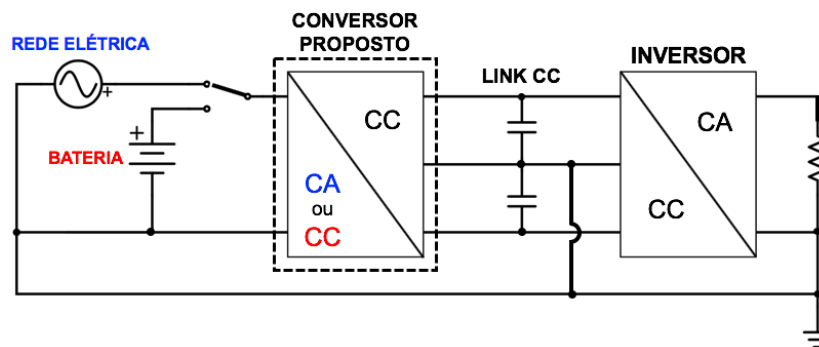 CONVERSOR
PROPOSTO
REDE ELÉTRICA
INVERSOR
LINK CC
+
+
BATERIA
CC
CA
ou
CC
CA
CC